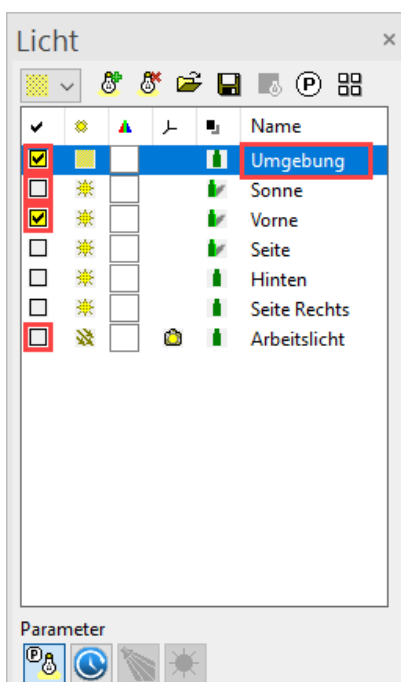 Licht
Name
Umgebung
Sonne
Vorne
Seite
Hinten
Seite Rechts
Arbeitslicht
Parameter